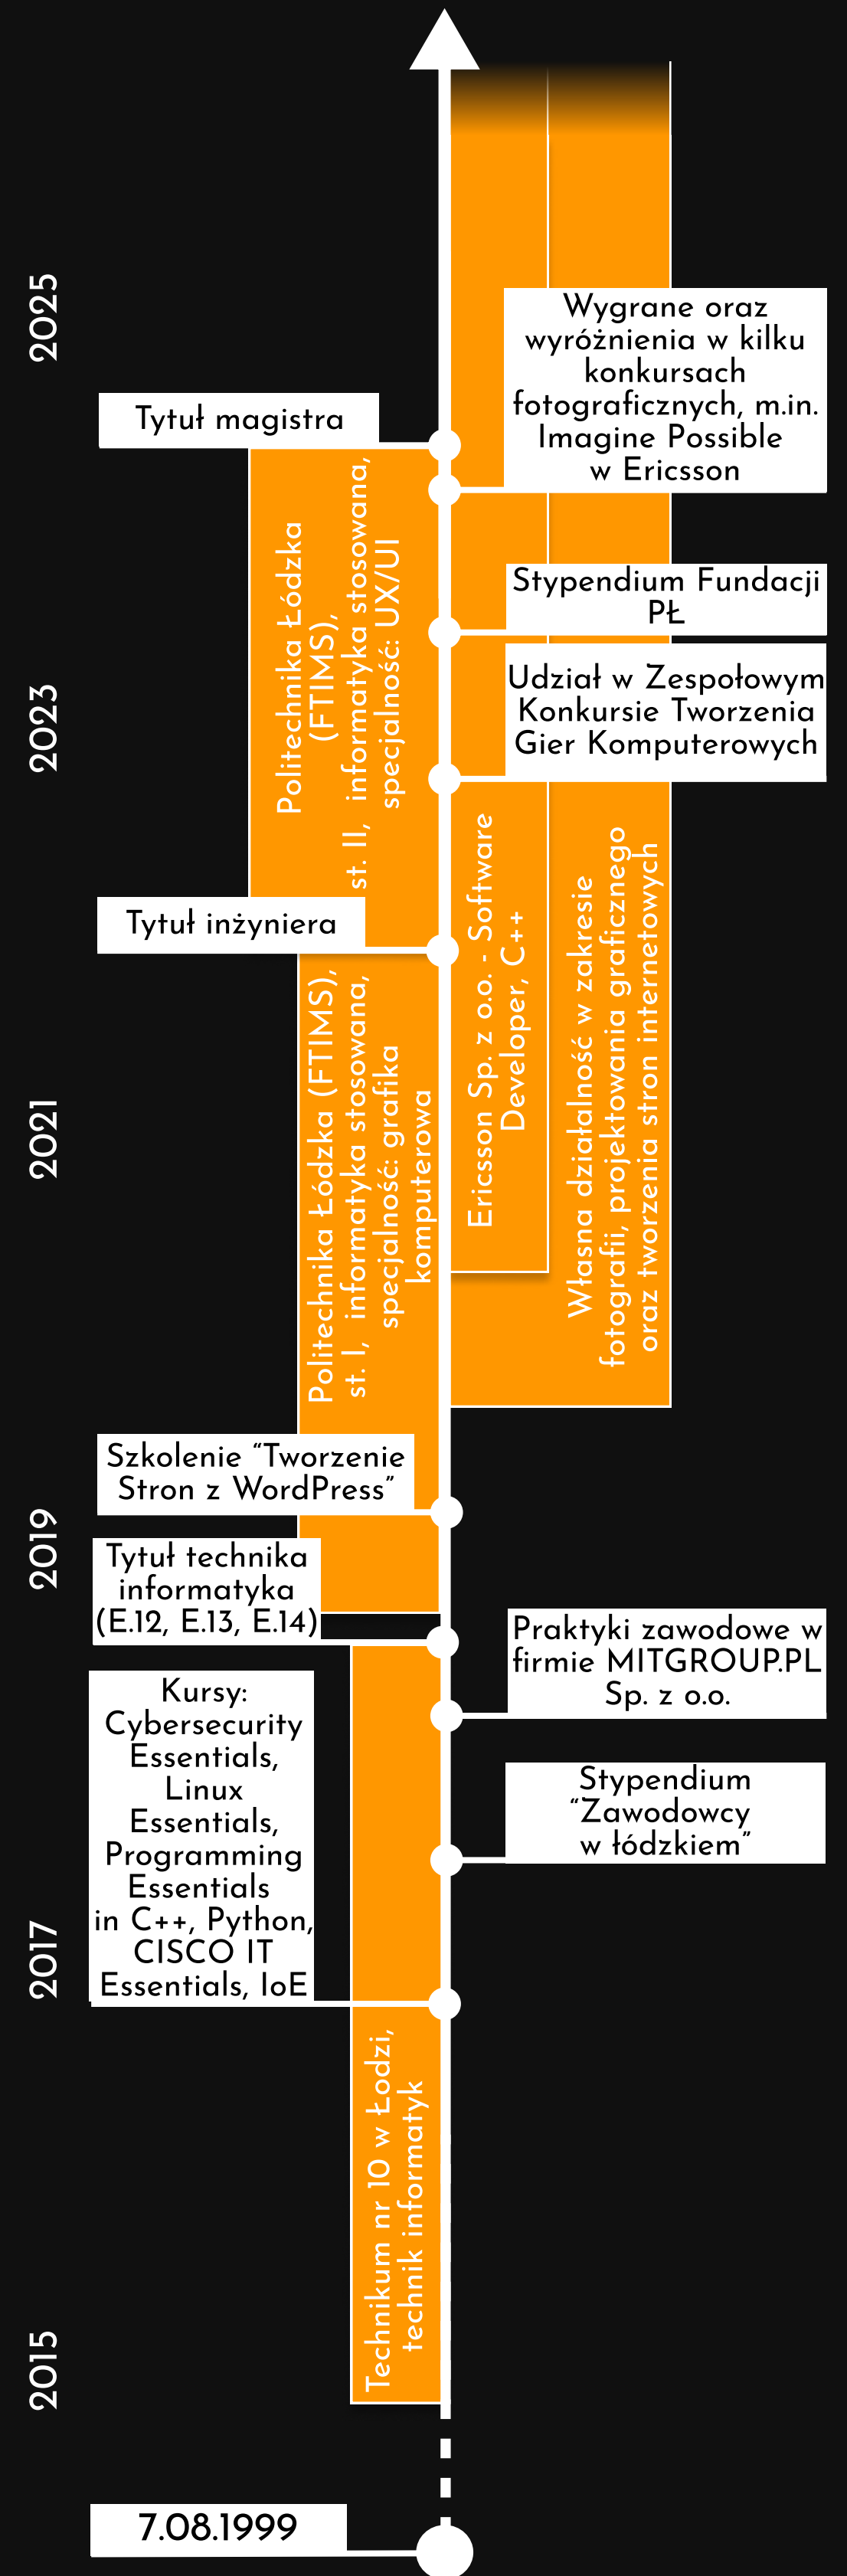 2025
Wygrane oraz
wyróżnienia w kilku
konkursach
fotograficznych, m.in.
Imagine Possible
w Ericsson
Tytuł magistra
Politechnika Łódzka
(FTIMS),
st. II, informatyka stosowana,
specjalność: UX/UI
Stypendium Fundacji
PŁ
Udział w Zespołowym
Konkursie Tworzenia
Gier Komputerowych
2023
Ericsson Sp. z o.o. - Software
Developer, C++
Własna działalność w zakresie
fotografii, projektowania graficznego
oraz tworzenia stron internetowych
Tytuł inżyniera
Politechnika Łódzka (FTIMS),
st. I, informatyka stosowana,
specjalność: grafika
komputerowa
2021
Szkolenie “Tworzenie
Stron z WordPress”
2019
Tytuł technika
informatyka
(E.12, E.13, E.14)
Praktyki zawodowe w
firmie MITGROUP.PL
Sp. z o.o.
Kursy:
Cybersecurity
Essentials,
Linux
Essentials,
Programming
Essentials
in C++, Python,
CISCO IT
Essentials, IoE
Stypendium
“Zawodowcy
w łódzkiem”
2017
Technikum nr 10 w Łodzi,
technik informatyk
2015
7.08.1999